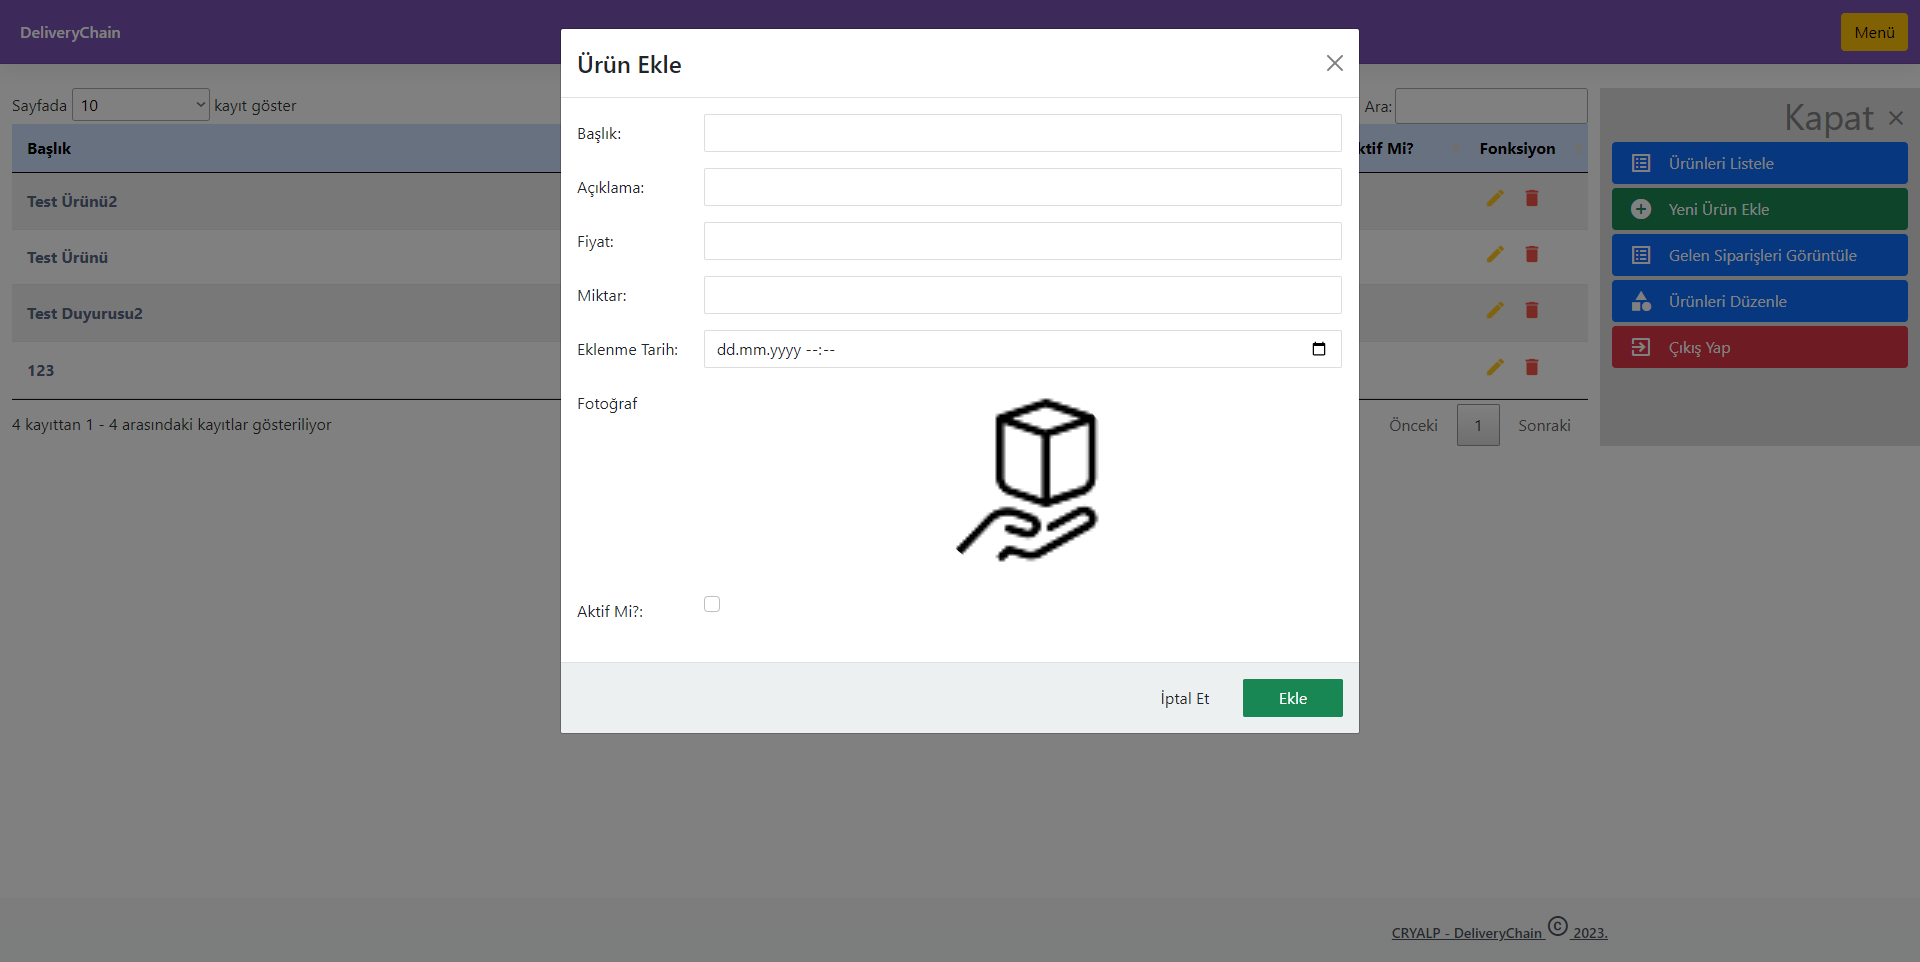 DeliveryChain
Menü
Ürün Ekle
Sayfada 10 kayıt göster
Ara:
Başlık
ktif Mi?
Fonksiyon
Test Ürünü2
Test Ürünü
Test Duyurusu2
123
4 kayıttan 1 - 4 arasındaki kayıtlar gösteriliyor
Önceki 1 Sonraki
Başlık:
Açıklama:
Fiyat:
Miktar:
Eklenme Tarih: dd.mm.yyyy --:--
Fotoğraf
Aktif Mi?:
İptal Et
Ekle
Kapat
Ürünleri Listele
Yeni Ürün Ekle
Gelen Siparişleri Görüntüle
Ürünleri Düzenle
Çıkış Yap
CRYALP - DeliveryChain © 2023.